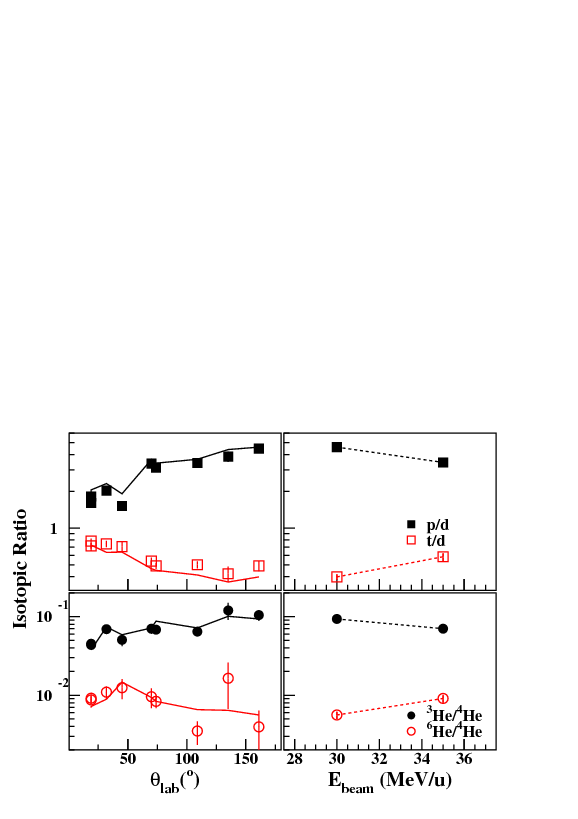 Isotopic Ratio
1
p/d
t/d
10 -1
10 -2
³He/⁴He
⁶He/⁴He
50 100 150 28 30 32 34 36
θlab(°) Ebeam (MeV/u)